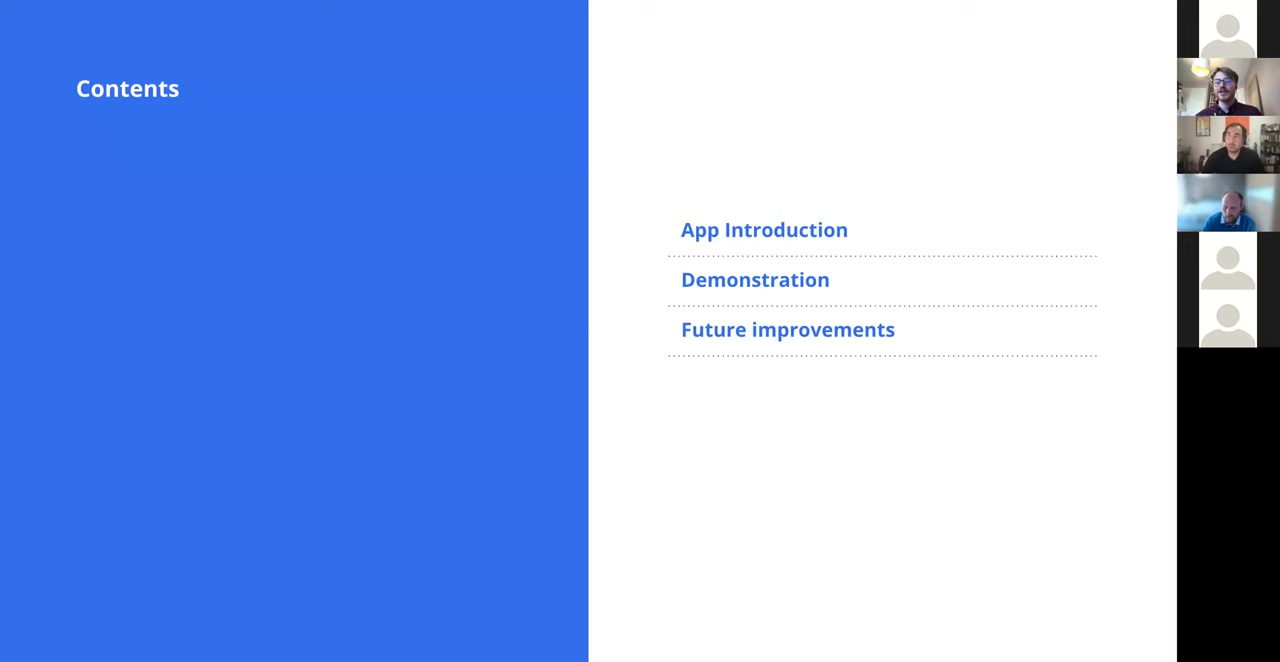 Contents
App Introduction
Demonstration
Future improvements